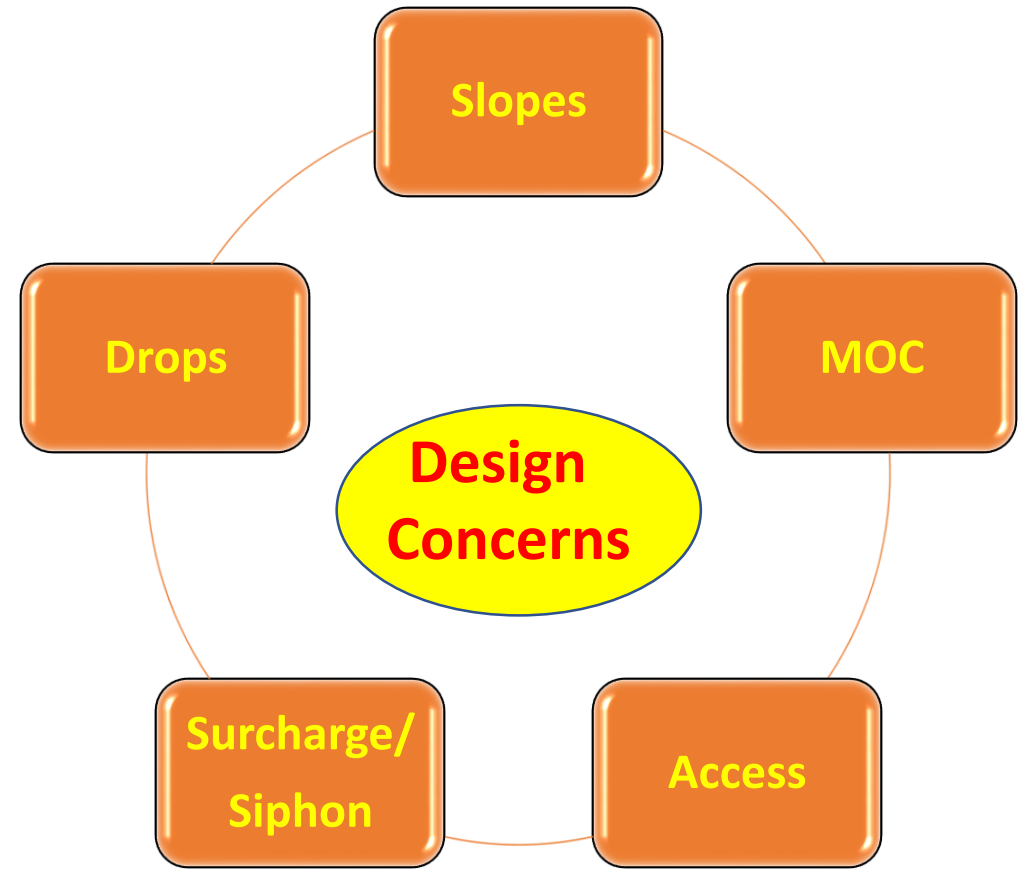 Slopes
Drops
MOC
Design
Concerns
Surcharge/
Siphon
Access